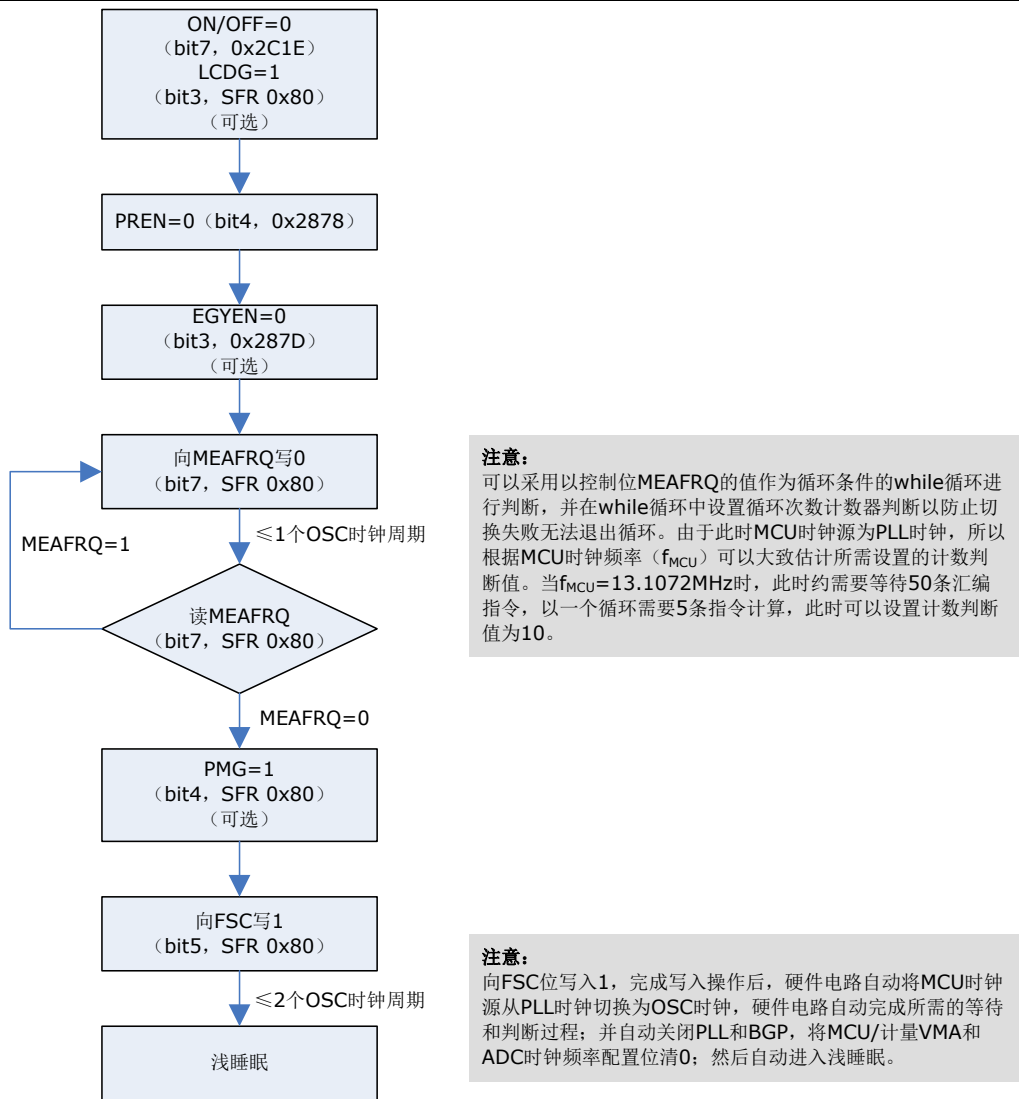 ON/OFF=0
（bit7，0x2C1E）
LCDG=1
（bit3，SFR 0x80）
（可选）
PREN=0（bit4，0x2878）
EGYEN=0
（bit3，0x287D）
（可选）
向MEAFRQ写0
（bit7，SFR 0x80）
≤1个OSC时钟周期
MEAFRQ=1
读MEAFRQ
（bit7，SFR 0x80）
MEAFRQ=0
PMG=1
（bit4，SFR 0x80）
（可选）
向FSC写1
（bit5，SFR 0x80）
≤2个OSC时钟周期
浅睡眠
注意：
可以采用以控制位MEAFRQ的值作为循环条件的while循环进
行判断，并在while循环中设置循环次数计数器判断以防止切
换失败无法退出循环。由于此时MCU时钟源为PLL时钟，所以
根据MCU时钟频率（fMCU）可以大致估计所需设置的计数判
断值。当fMCU=13.1072MHz时，此时约需要等待50条汇编
指令，以一个循环需要5条指令计算，此时可以设置计数判断
值为10。
注意：
向FSC位写入1，完成写入操作后，硬件电路自动将MCU时钟
源从PLL时钟切换为OSC时钟，硬件电路自动完成所需的等待
和判断过程；并自动关闭PLL和BGP，将MCU/计量VMA和
ADC时钟频率配置位清0；然后自动进入浅睡眠。